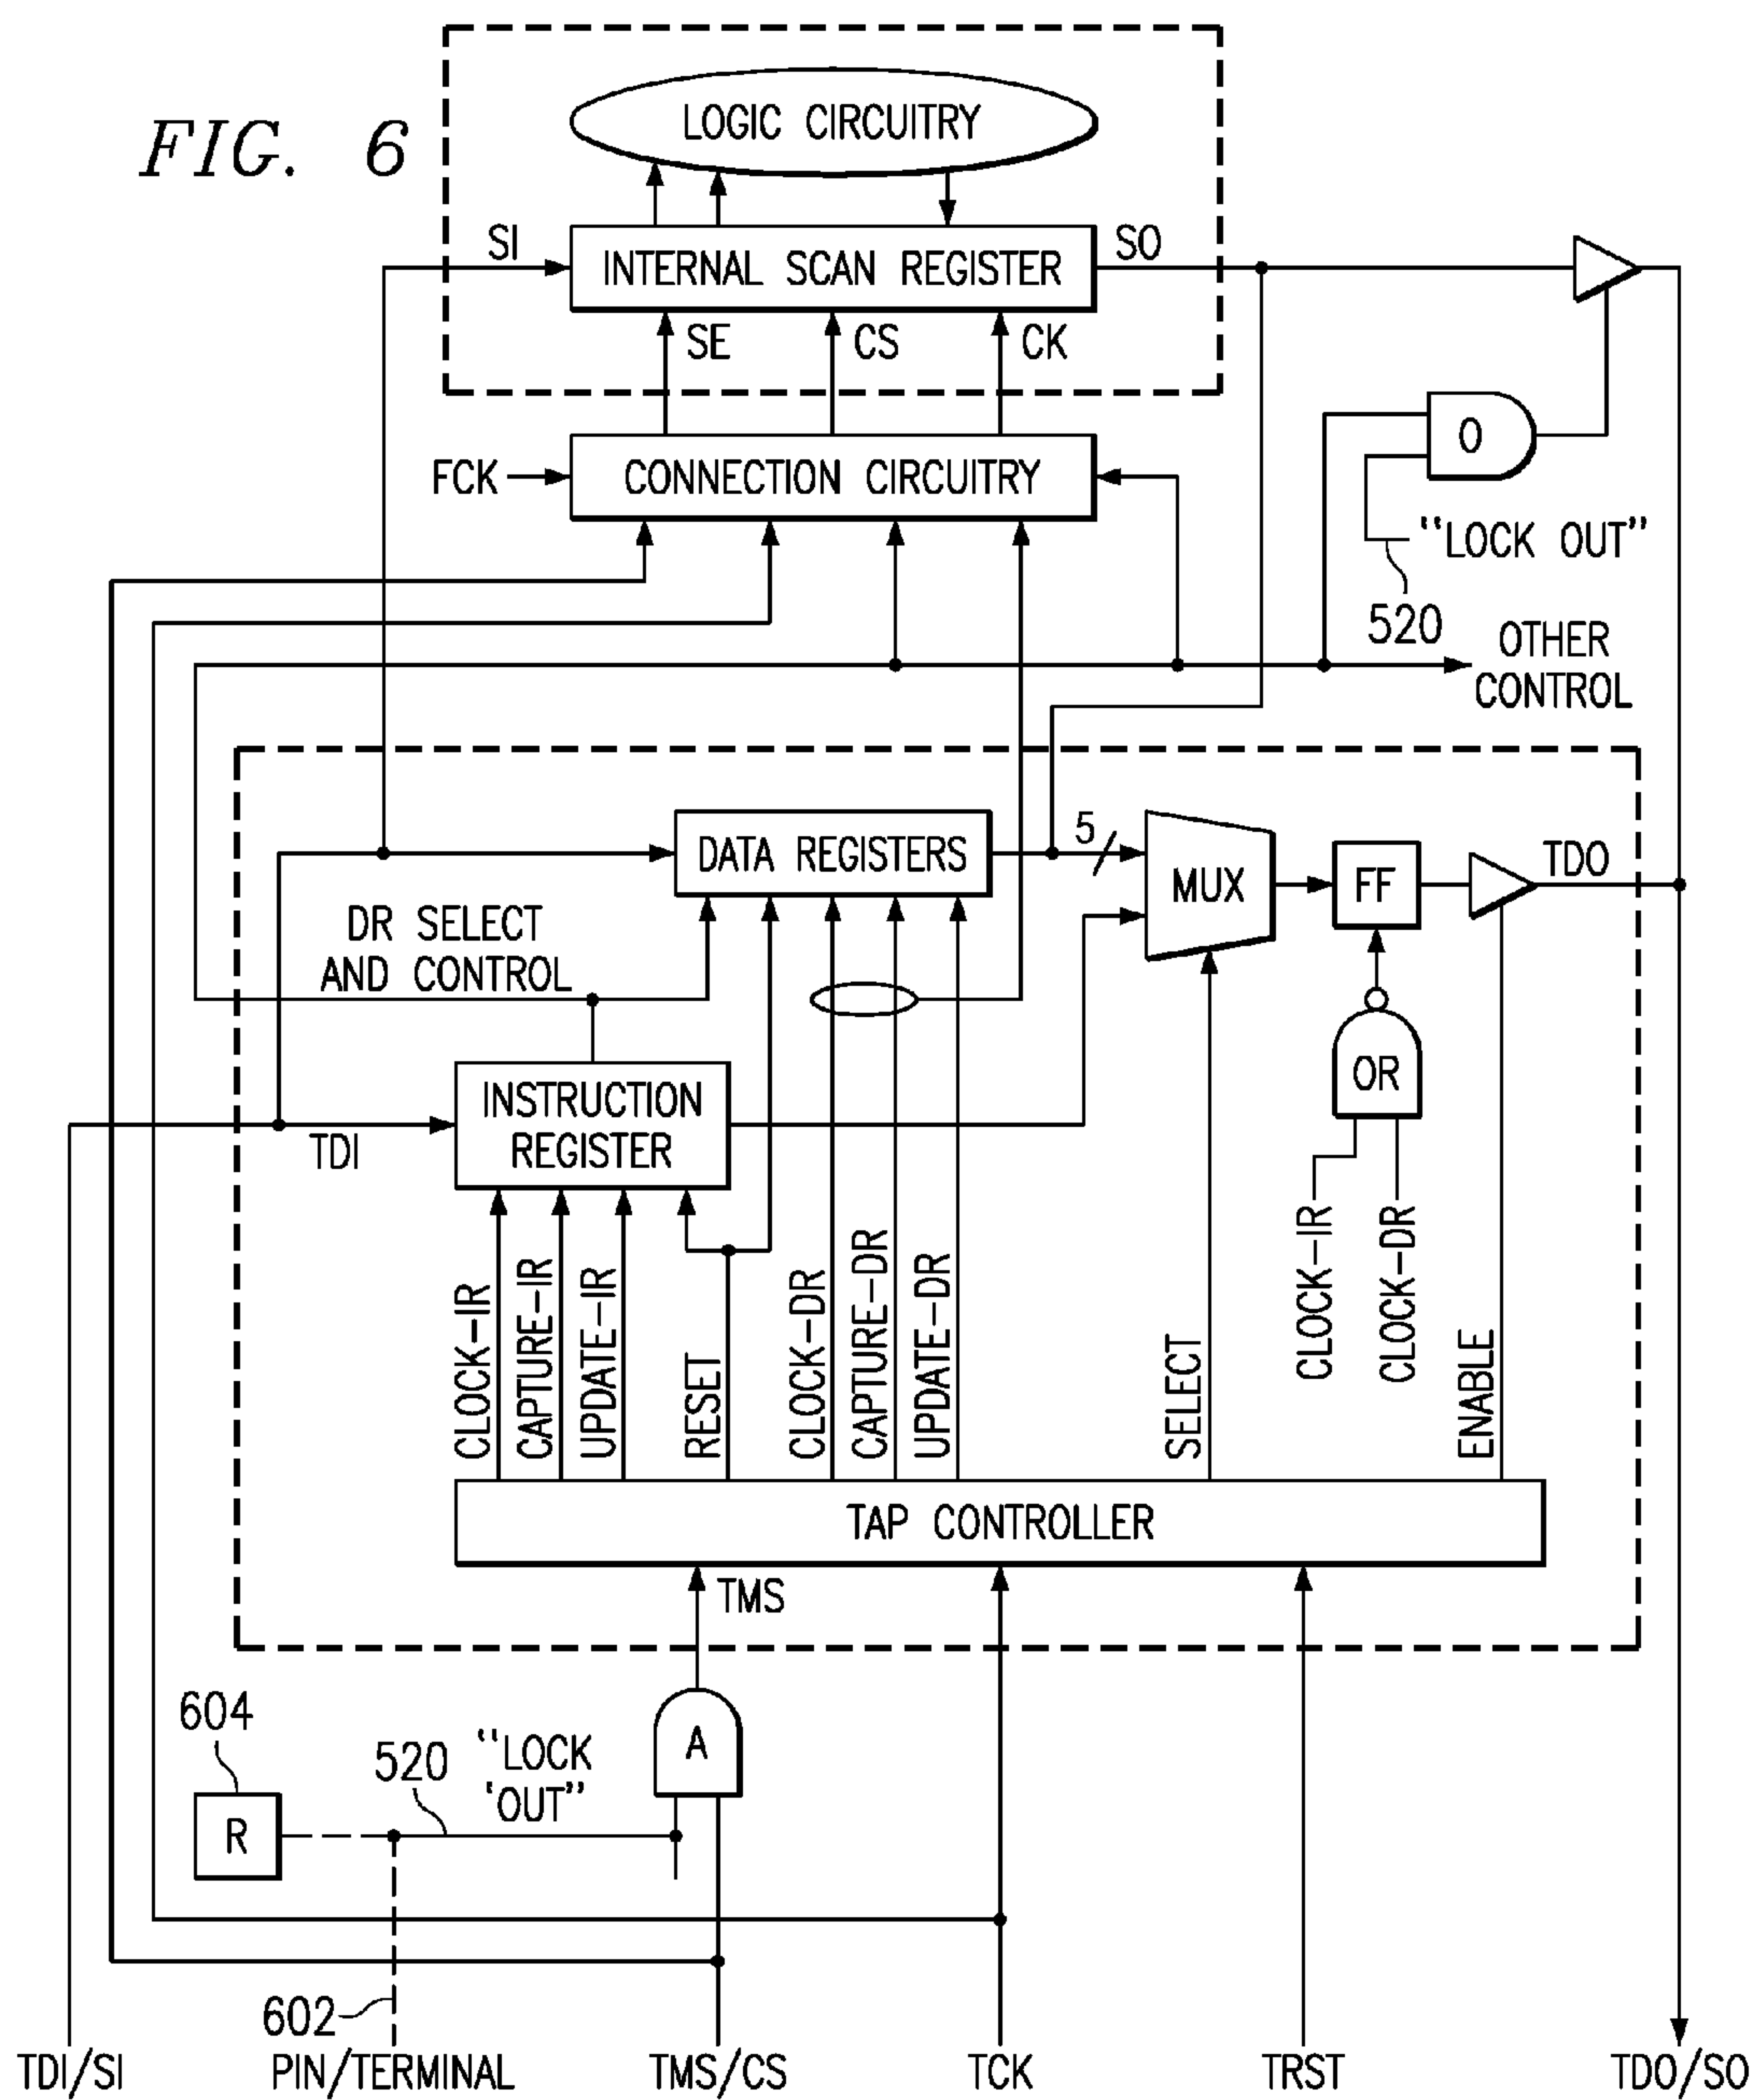 FIG. 6
LOGIC CIRCUITRY
SI
INTERNAL SCAN REGISTER
SO
SE
CS
CK
O
FCK
CONNECTION CIRCUITRY
"LOCK OUT"
520
OTHER
CONTROL
DATA REGISTERS
5
MUX
FF
TDO
DR SELECT
AND CONTROL
INSTRUCTION
REGISTER
TDI
OR
CLOCK-IR
CAPTURE-IR
UPDATE-IR
RESET
CLOCK-DR
CAPTURE-DR
UPDATE-DR
SELECT
CLOCK-IR
CLOCK-DR
ENABLE
TAP CONTROLLER
TMS
604
R
520
"LOCK
'OUT"
A
602
TDI/SI
PIN/TERMINAL
TMS/CS
TCK
TRST
TDO/SO